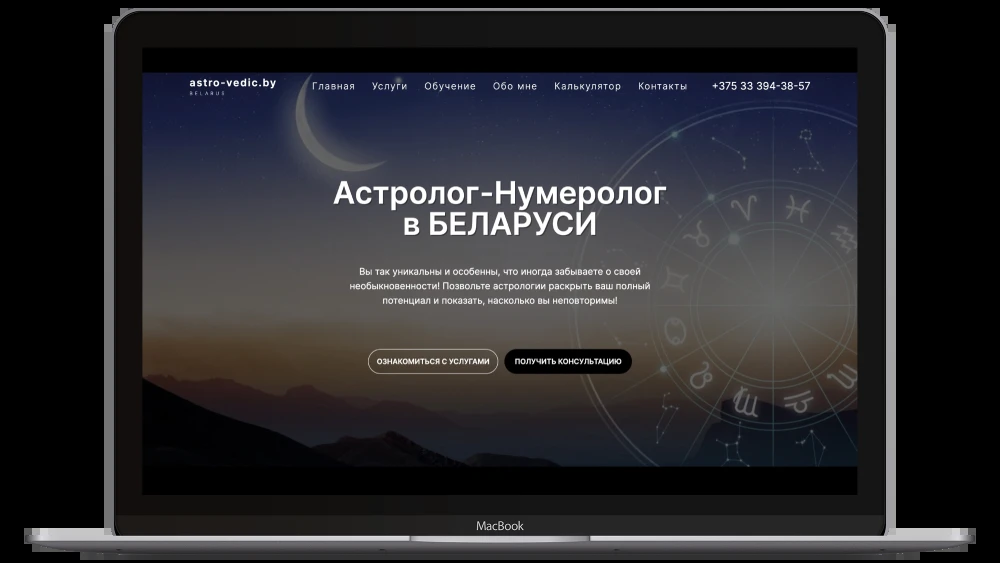 astro-vedic.by
BELARUS
Главная Услуги Обучение Обо мне Калькулятор Контакты +375 33 394-38-57
Астролог-Нумеролог
в БЕЛАРУСИ
Вы так уникальны и особенны, что иногда забываете о своей
необыкновенности! Позвольте астрологии раскрыть ваш полный
потенциал и показать, насколько вы неповторимы!
ОЗНАКОМИТЬСЯ С УСЛУГАМИ ПОЛУЧИТЬ КОНСУЛЬТАЦИЮ
MacBook